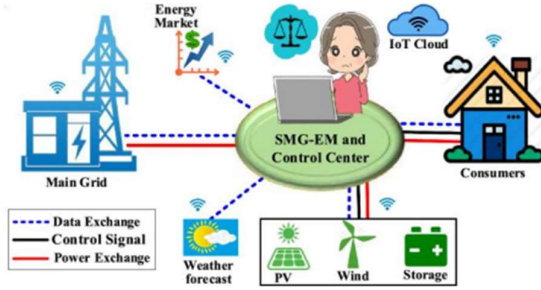 Energy
Market
IoT Cloud
SMG-EM and
Control Center
Main Grid
Consumers
Data Exchange
Control Signal
Power Exchange
Weather
forecast
PV
Wind
Storage